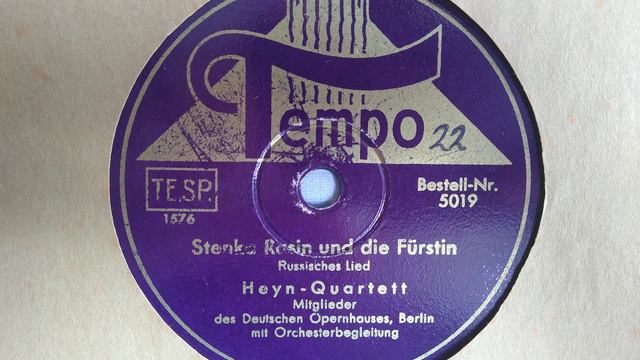 Tempo
22
TE.SP.
1576
Bestell-Nr.
5019
Stenka Rasin und die Fürstin
Russisches Lied
Heyn-Quartett
Mitglieder
des Deutschen Opernhauses, Berlin
mit Orchesterbegleitung